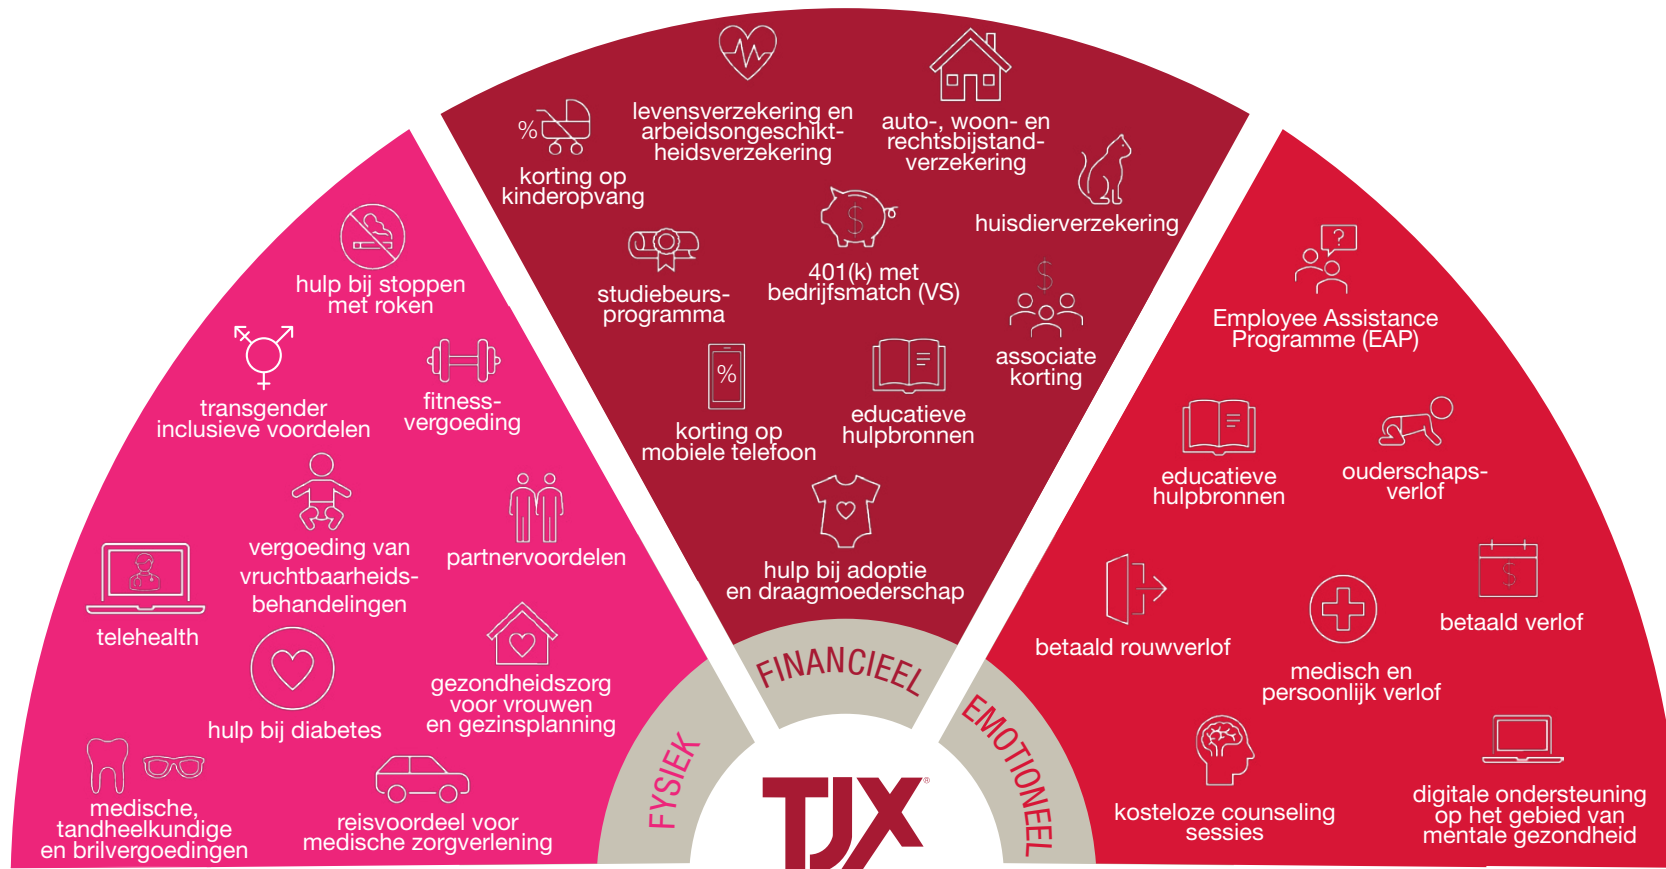 hulp bij stoppen
met roken
transgender
inclusieve voordelen
fitness-
vergoeding
vergoeding van
vruchtbaarheids-
behandelingen
partnervoordelen
telehealth
hulp bij diabetes
gezondheidszorg
voor vrouwen
en gezinsplanning
medische,
tandheelkundige
en brilvergoedingen
reisvoordeel voor
medische zorgverlening
FYSIEK
levensverzekering en
arbeidsongeschikt-
heidsverzekering
auto-, woon- en
rechtsbijstand-
verzekering
%
korting op
kinderopvang
huisdierverzekering
$
401(k) met
bedrijfsmatch (VS)
studiebeurs-
programma
$
associate
korting
%
korting op
mobiele telefoon
educatieve
hulpbronnen
hulp bij adoptie
en draagmoederschap
FINANCIEEL
?
Employee Assistance
Programme (EAP)
educatieve
hulpbronnen
ouderschaps-
verlof
betaald rouwverlof
medisch en
persoonlijk verlof
$
betaald verlof
kosteloze counseling
sessies
digitale ondersteuning
op het gebied van
mentale gezondheid
EMOTIONEEL
TJX®